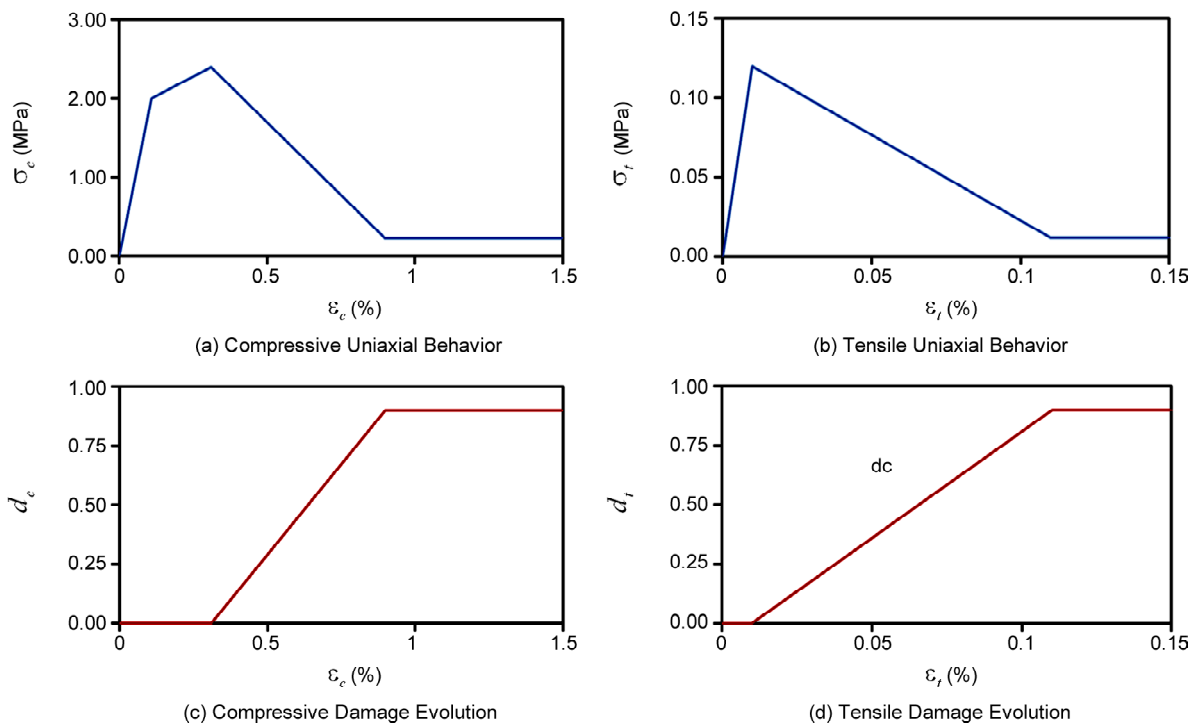 3.00
2.00
1.00
0.00
σc (MPa)
0
0.5
1
1.5
εc (%)
(a) Compressive Uniaxial Behavior
0.15
0.10
0.05
0.00
σt (MPa)
0
0.05
0.1
0.15
εt (%)
(b) Tensile Uniaxial Behavior
1.00
0.75
0.50
0.25
0.00
dc
0
0.5
1
1.5
εc (%)
(c) Compressive Damage Evolution
1.00
0.75
0.50
0.25
0.00
dt
dc
0
0.05
0.1
0.15
εt (%)
(d) Tensile Damage Evolution